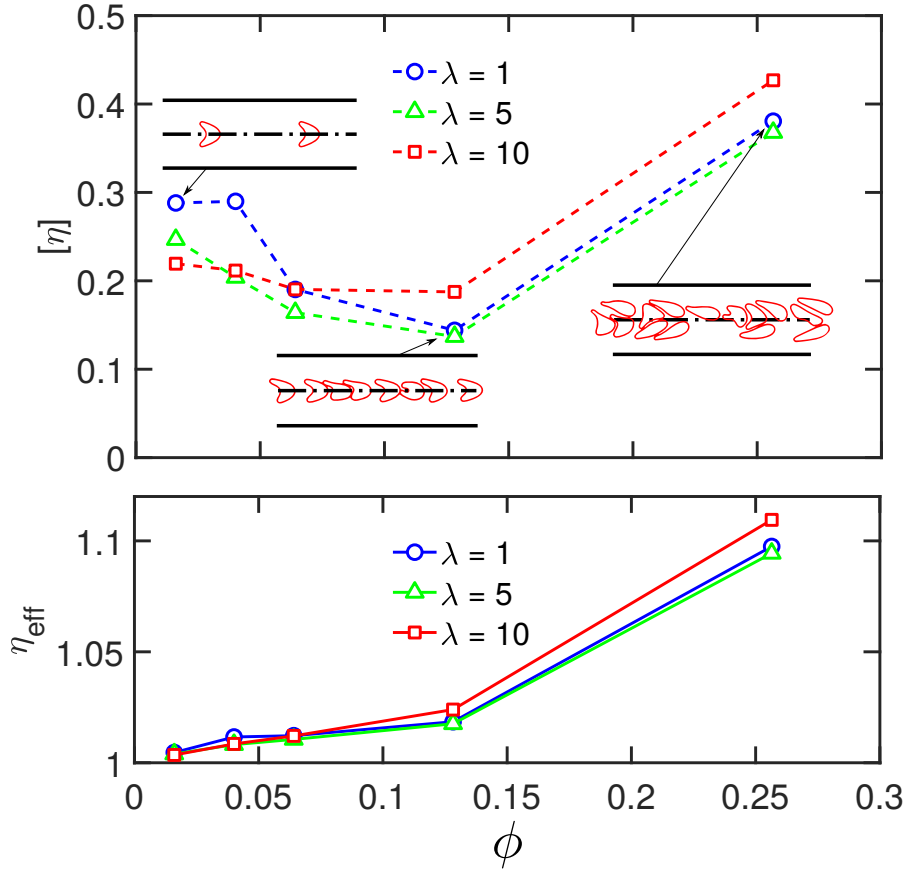 0.5
0.4
0.3
0.2
0.1
0
[η]
λ = 1
λ = 5
λ = 10
1.1
1.05
1
η_eff
λ = 1
λ = 5
λ = 10
0 0.05 0.1 0.15 0.2 0.25 0.3
ϕ